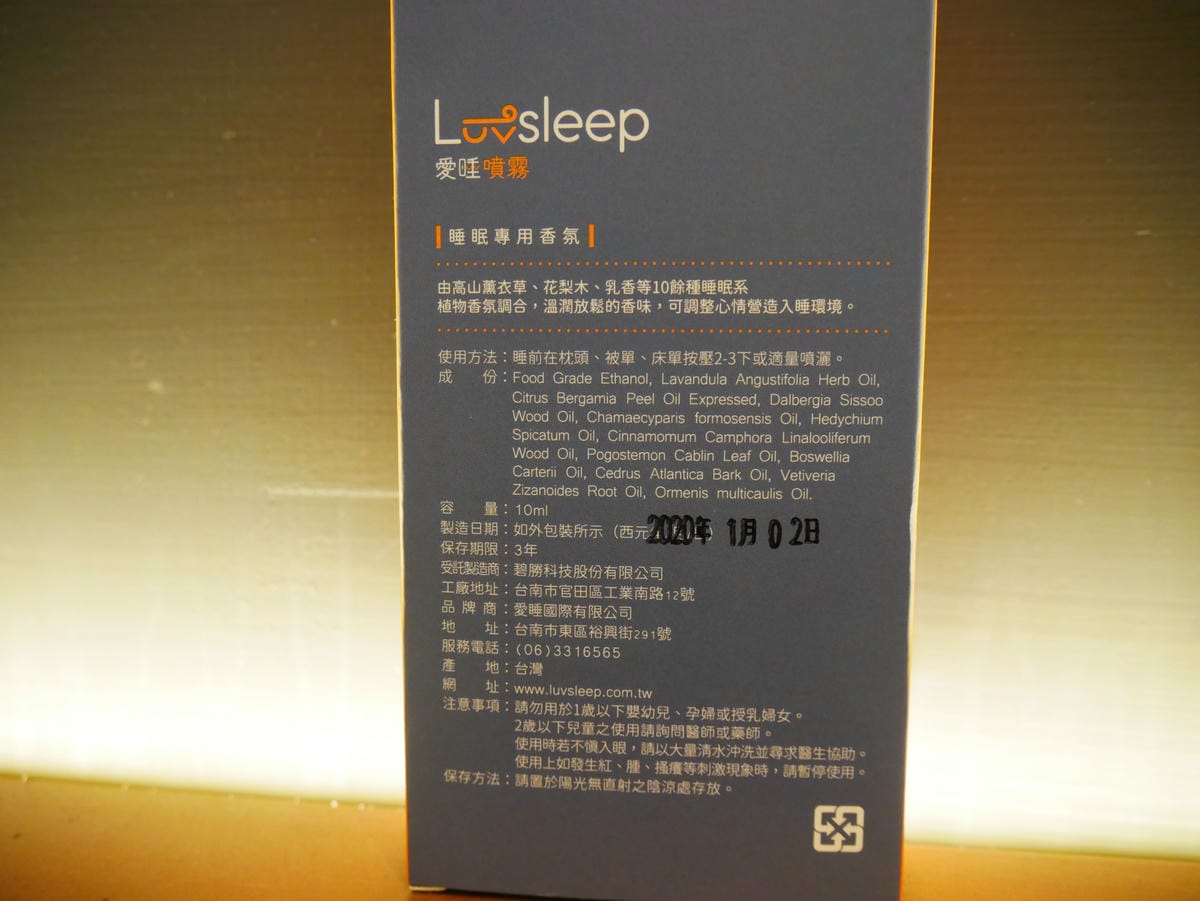 Luvsleep
愛睡噴霧
睡眠專用香氛
由高山薰衣草、花梨木、乳香等10餘種睡眠系
植物香氛調合，溫潤放鬆的香味，可調整心情營造入睡環境。
使用方法：睡前在枕頭、被單、床單按壓2-3下或適量噴灑。
成　　份：Food Grade Ethanol, Lavandula Angustifolia Herb Oil,
Citrus Bergamia Peel Oil Expressed, Dalbergia Sissoo
Wood Oil, Chamaecyparis formosensis Oil, Hedychium
Spicatum Oil, Cinnamomum Camphora Linalooliferum
Wood Oil, Pogostemon Cablin Leaf Oil, Boswellia
Carterii Oil, Cedrus Atlantica Bark Oil, Vetiveria
Zizanoides Root Oil, Ormenis multicaulis Oil.
容　　量：10ml
製造日期：如外包裝所示（西元 2020年 1月 02日
保存期限：3年
受託製造商：碧勝科技股份有限公司
工廠地址：台南市官田區工業南路12號
品 牌 商：愛睡國際有限公司
地　　址：台南市東區裕興街291號
服務電話：(06)3316565
產　　地：台灣
網　　址：www.luvsleep.com.tw
注意事項：請勿用於1歲以下嬰幼兒、孕婦或授乳婦女。
2歲以下兒童之使用請詢問醫師或藥師。
使用時若不慎入眼，請以大量清水沖洗並尋求醫生協助。
使用上如發生紅、腫、搔癢等刺激現象時，請暫停使用。
保存方法：請置於陽光無直射之陰涼處存放。